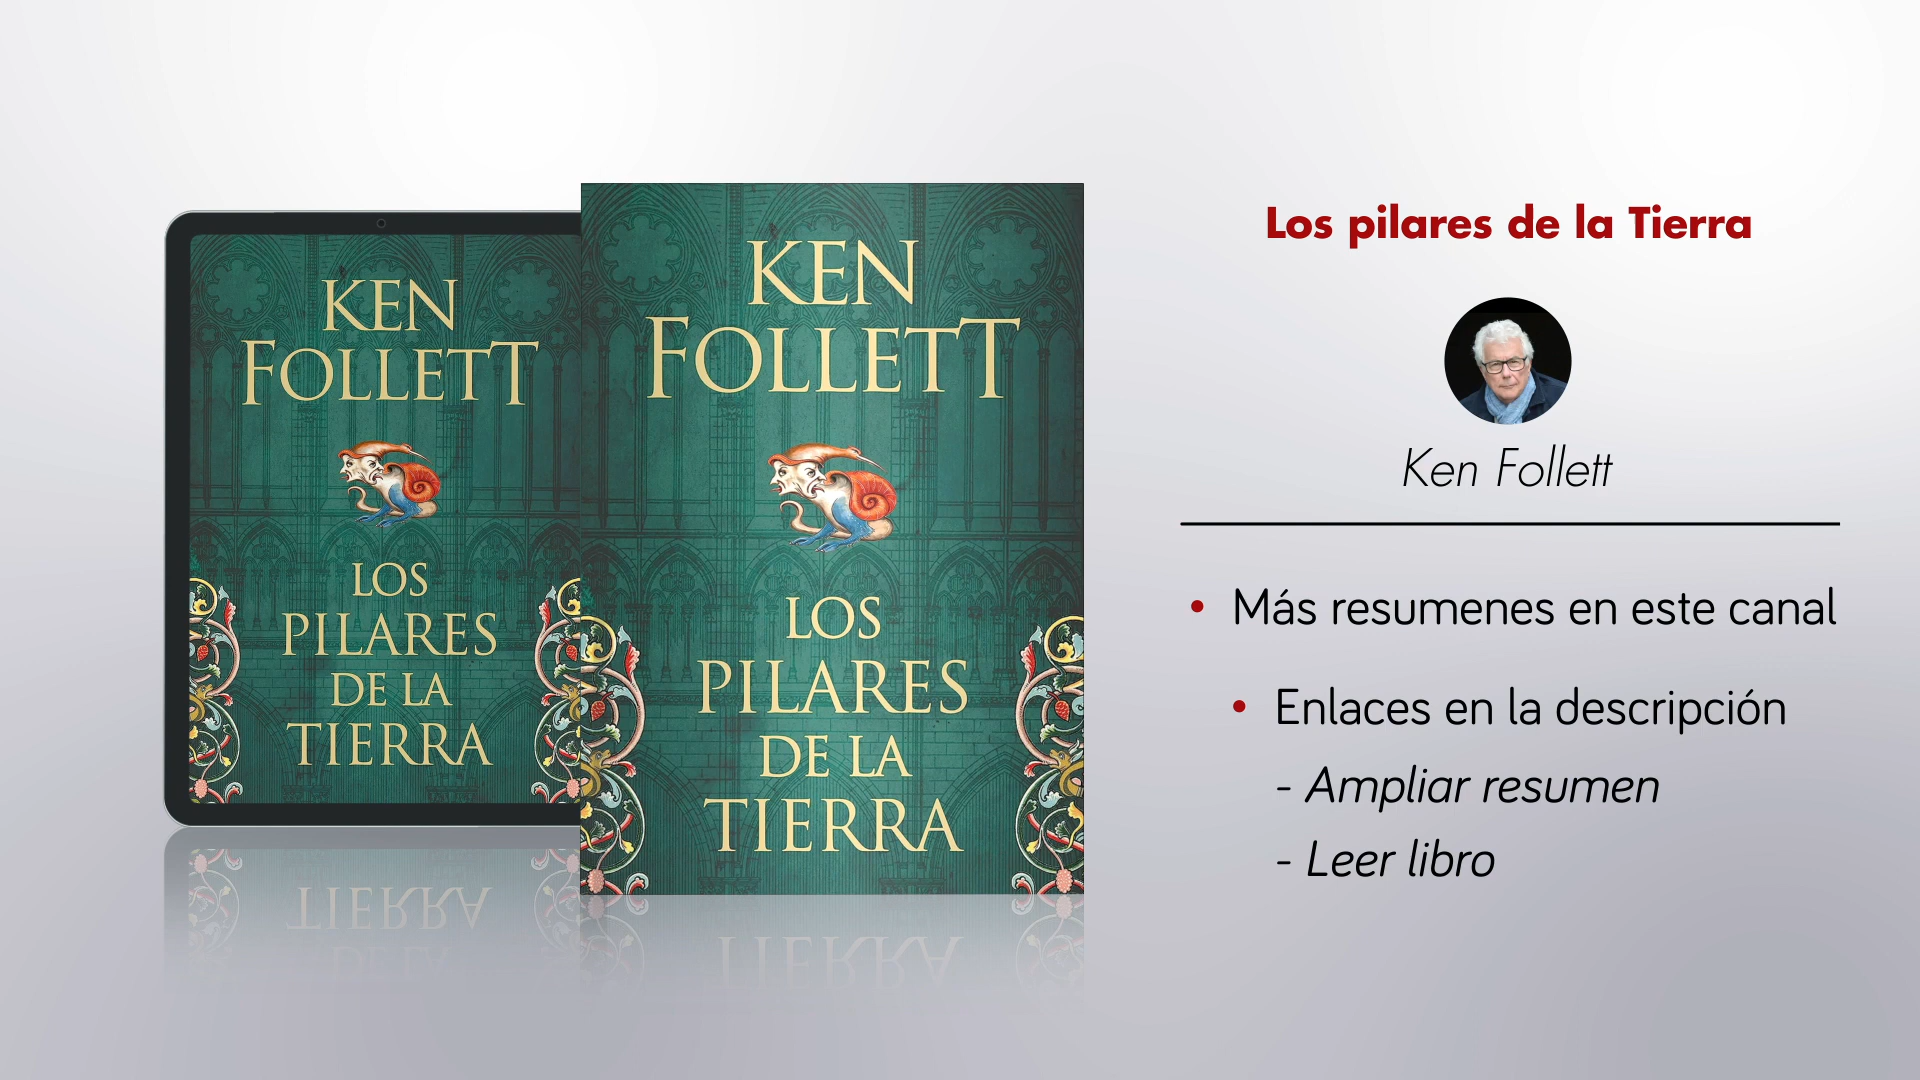 KEN
FOLLETT
LOS
PILARES
DE LA
TIERRA
KEN
FOLLETT
LOS
PILARES
DE LA
TIERRA
Los pilares de la Tierra
Ken Follett
• Más resumenes en este canal
• Enlaces en la descripción
- Ampliar resumen
- Leer libro